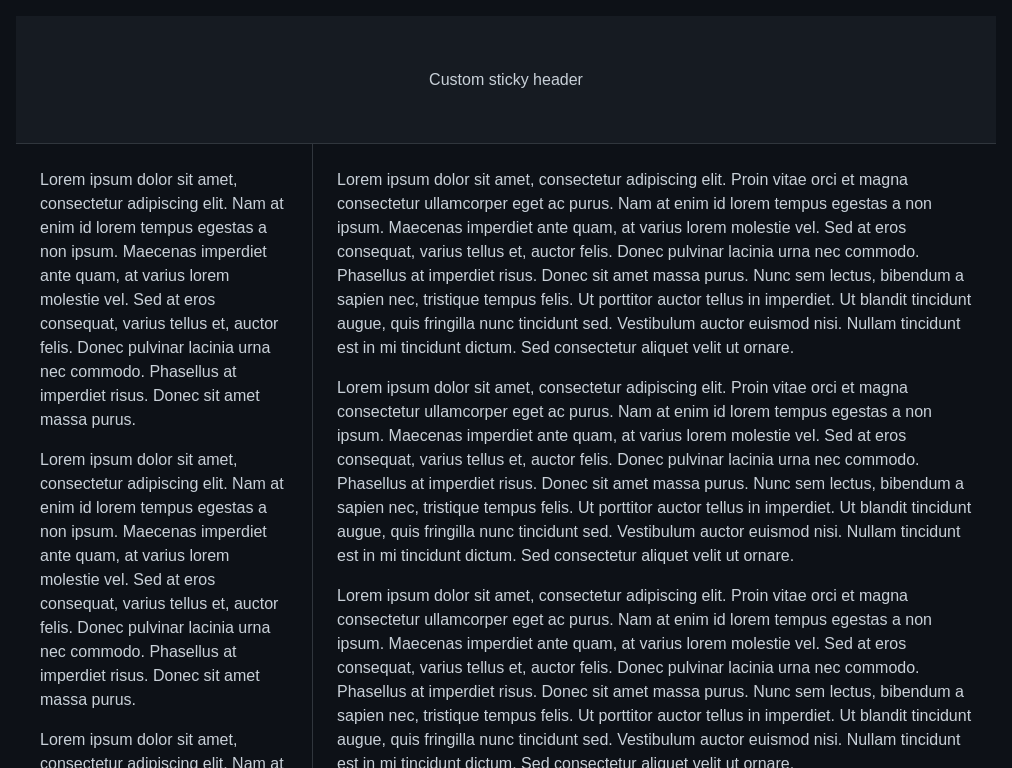 Custom sticky header
Lorem ipsum dolor sit amet,
consectetur adipiscing elit. Nam at
enim id lorem tempus egestas a
non ipsum. Maecenas imperdiet
ante quam, at varius lorem
molestie vel. Sed at eros
consequat, varius tellus et, auctor
felis. Donec pulvinar lacinia urna
nec commodo. Phasellus at
imperdiet risus. Donec sit amet
massa purus.
Lorem ipsum dolor sit amet,
consectetur adipiscing elit. Nam at
enim id lorem tempus egestas a
non ipsum. Maecenas imperdiet
ante quam, at varius lorem
molestie vel. Sed at eros
consequat, varius tellus et, auctor
felis. Donec pulvinar lacinia urna
nec commodo. Phasellus at
imperdiet risus. Donec sit amet
massa purus.
Lorem ipsum dolor sit amet,
consectetur adipiscing elit. Nam at
Lorem ipsum dolor sit amet, consectetur adipiscing elit. Proin vitae orci et magna
consectetur ullamcorper eget ac purus. Nam at enim id lorem tempus egestas a non
ipsum. Maecenas imperdiet ante quam, at varius lorem molestie vel. Sed at eros
consequat, varius tellus et, auctor felis. Donec pulvinar lacinia urna nec commodo.
Phasellus at imperdiet risus. Donec sit amet massa purus. Nunc sem lectus, bibendum a
sapien nec, tristique tempus felis. Ut porttitor auctor tellus in imperdiet. Ut blandit tincidunt
augue, quis fringilla nunc tincidunt sed. Vestibulum auctor euismod nisi. Nullam tincidunt
est in mi tincidunt dictum. Sed consectetur aliquet velit ut ornare.
Lorem ipsum dolor sit amet, consectetur adipiscing elit. Proin vitae orci et magna
consectetur ullamcorper eget ac purus. Nam at enim id lorem tempus egestas a non
ipsum. Maecenas imperdiet ante quam, at varius lorem molestie vel. Sed at eros
consequat, varius tellus et, auctor felis. Donec pulvinar lacinia urna nec commodo.
Phasellus at imperdiet risus. Donec sit amet massa purus. Nunc sem lectus, bibendum a
sapien nec, tristique tempus felis. Ut porttitor auctor tellus in imperdiet. Ut blandit tincidunt
augue, quis fringilla nunc tincidunt sed. Vestibulum auctor euismod nisi. Nullam tincidunt
est in mi tincidunt dictum. Sed consectetur aliquet velit ut ornare.
Lorem ipsum dolor sit amet, consectetur adipiscing elit. Proin vitae orci et magna
consectetur ullamcorper eget ac purus. Nam at enim id lorem tempus egestas a non
ipsum. Maecenas imperdiet ante quam, at varius lorem molestie vel. Sed at eros
consequat, varius tellus et, auctor felis. Donec pulvinar lacinia urna nec commodo.
Phasellus at imperdiet risus. Donec sit amet massa purus. Nunc sem lectus, bibendum a
sapien nec, tristique tempus felis. Ut porttitor auctor tellus in imperdiet. Ut blandit tincidunt
augue, quis fringilla nunc tincidunt sed. Vestibulum auctor euismod nisi. Nullam tincidunt
est in mi tincidunt dictum. Sed consectetur aliquet velit ut ornare.